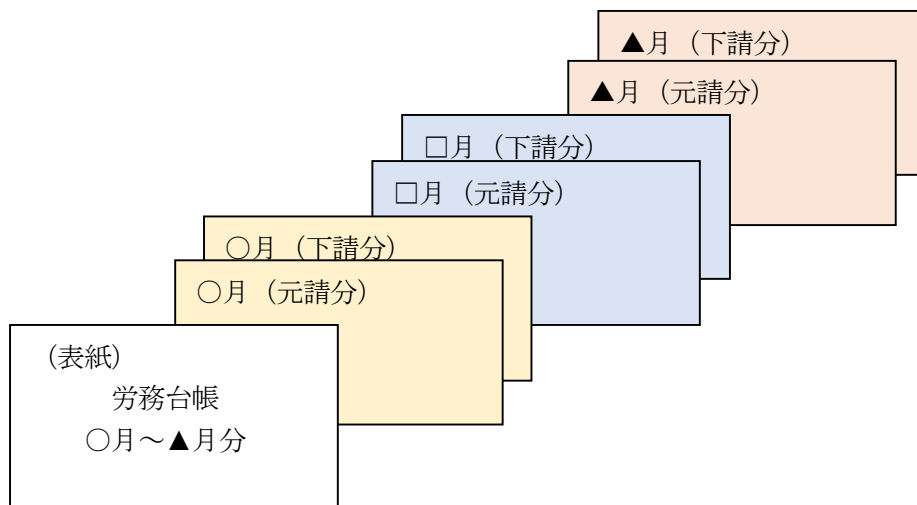 ▲月（下請分）
▲月（元請分）
□月（下請分）
□月（元請分）
○月（下請分）
○月（元請分）
（表紙）
労務台帳
○月～▲月分